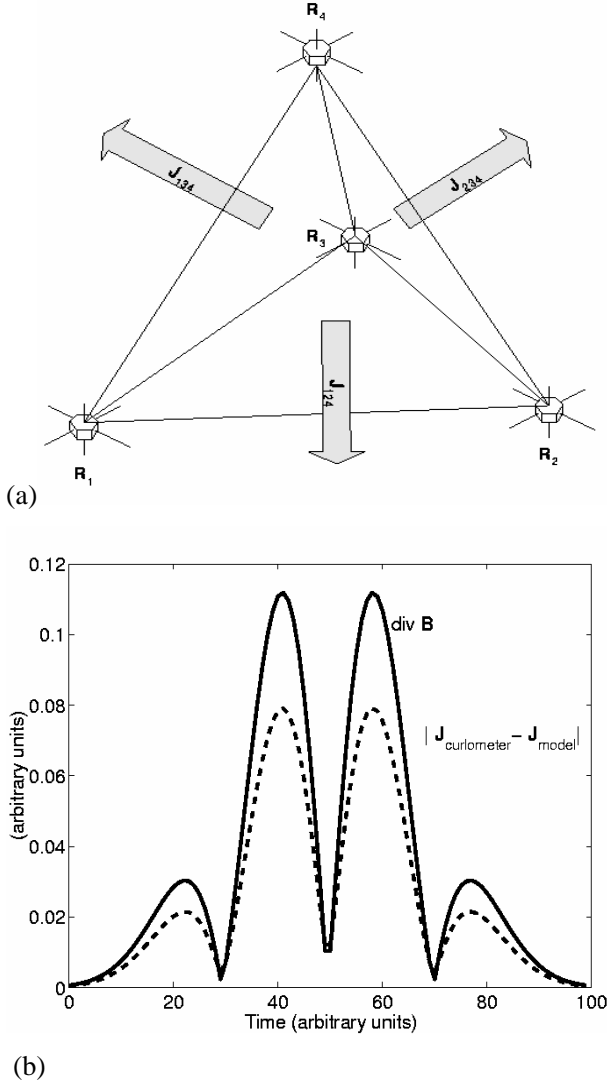 R4
J134
J234
R3
J124
R1
R2
(a)
0.12
0.1
0.08
0.06
0.04
0.02
0
(arbitrary units)
div B
| Jcurlometer – Jmodel|
0 20 40 60 80 100
Time (arbitrary units)
(b)